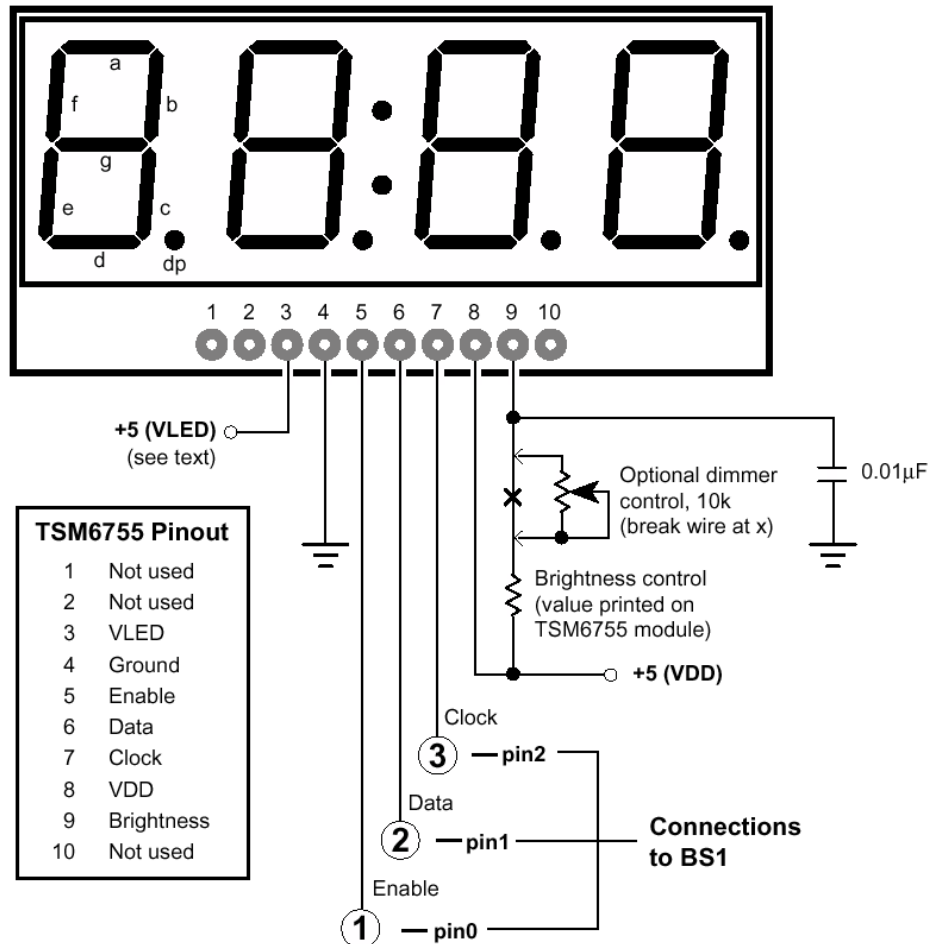 a
f b
g
e c
d dp
1 2 3 4 5 6 7 8 9 10
+5 (VLED)
(see text)
Optional dimmer
control, 10k
(break wire at x)
0.01µF
Brightness control
(value printed on
TSM6755 module)
+5 (VDD)
TSM6755 Pinout
1 Not used
2 Not used
3 VLED
4 Ground
5 Enable
6 Data
7 Clock
8 VDD
9 Brightness
10 Not used
Clock
3 pin2
Data
2 pin1
Enable
1 pin0
Connections
to BS1